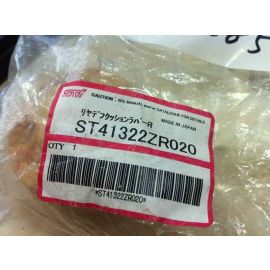 STI CAUTION: SEE MANUAL and/or CATALOGUE FOR DETAILS
リヤデフクッションラバーR
MADE IN JAPAN
ST41322ZR020
QTY 1
*ST41322ZR020*